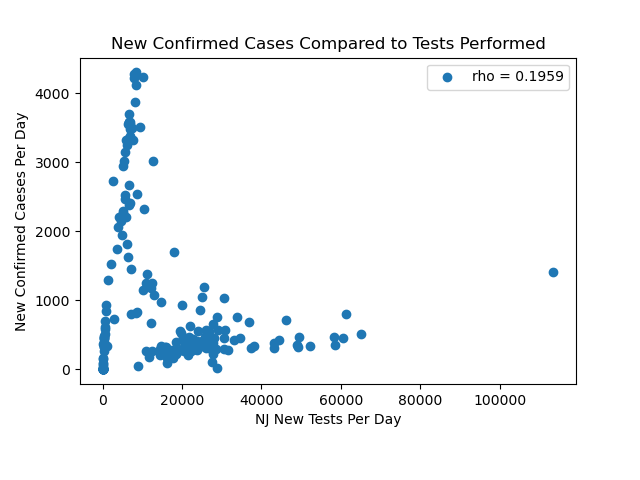 New Confirmed Cases Compared to Tests Performed
rho = 0.1959
New Confirmed Caeses Per Day
4000
3000
2000
1000
0
0 20000 40000 60000 80000 100000
NJ New Tests Per Day